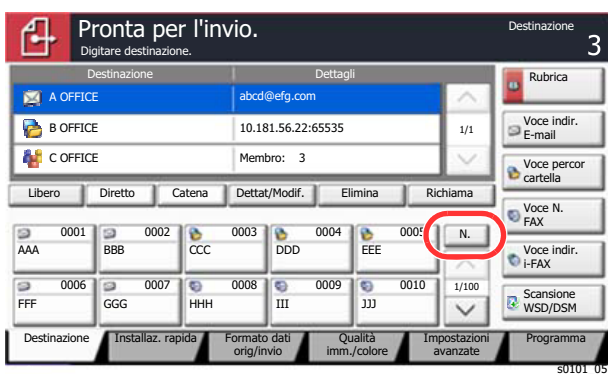 Pronta per l'invio.
Digitare destinazione.
Destinazione
3
Destinazione Dettagli
A OFFICE abcd@efg.com
B OFFICE 10.181.56.22:65535
C OFFICE Membro: 3
1/1
Libero Diretto Catena Dettat/Modif. Elimina Richiama
0001 0002 0003 0004 0005
AAA BBB CCC DDD EEE
N.
0006 0007 0008 0009 0010
FFF GGG HHH III JJJ
1/100
Rubrica
Voce indir.
E-mail
Voce percor
cartella
Voce N.
FAX
Voce indir.
i-FAX
Scansione
WSD/DSM
Destinazione
Installaz. rapida
Formato dati
orig/invio
Qualità
imm./colore
Impostazioni
avanzate
Programma
s0101_05